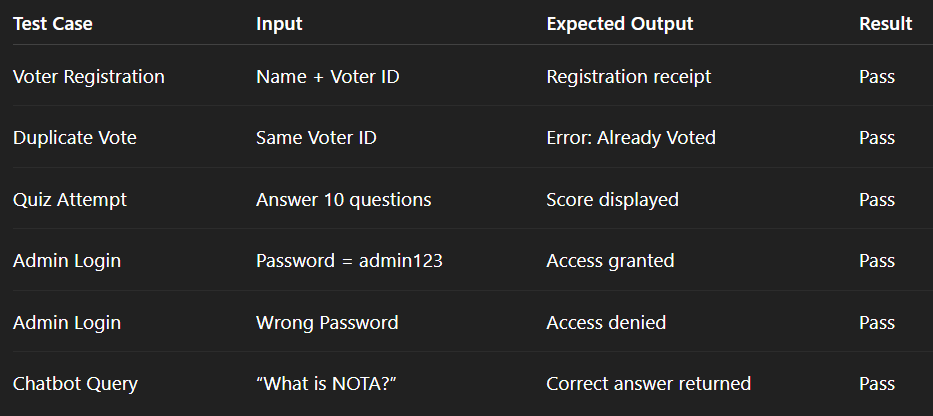 Test Case Input Expected Output Result
Voter Registration Name + Voter ID Registration receipt Pass
Duplicate Vote Same Voter ID Error: Already Voted Pass
Quiz Attempt Answer 10 questions Score displayed Pass
Admin Login Password = admin123 Access granted Pass
Admin Login Wrong Password Access denied Pass
Chatbot Query “What is NOTA?” Correct answer returned Pass